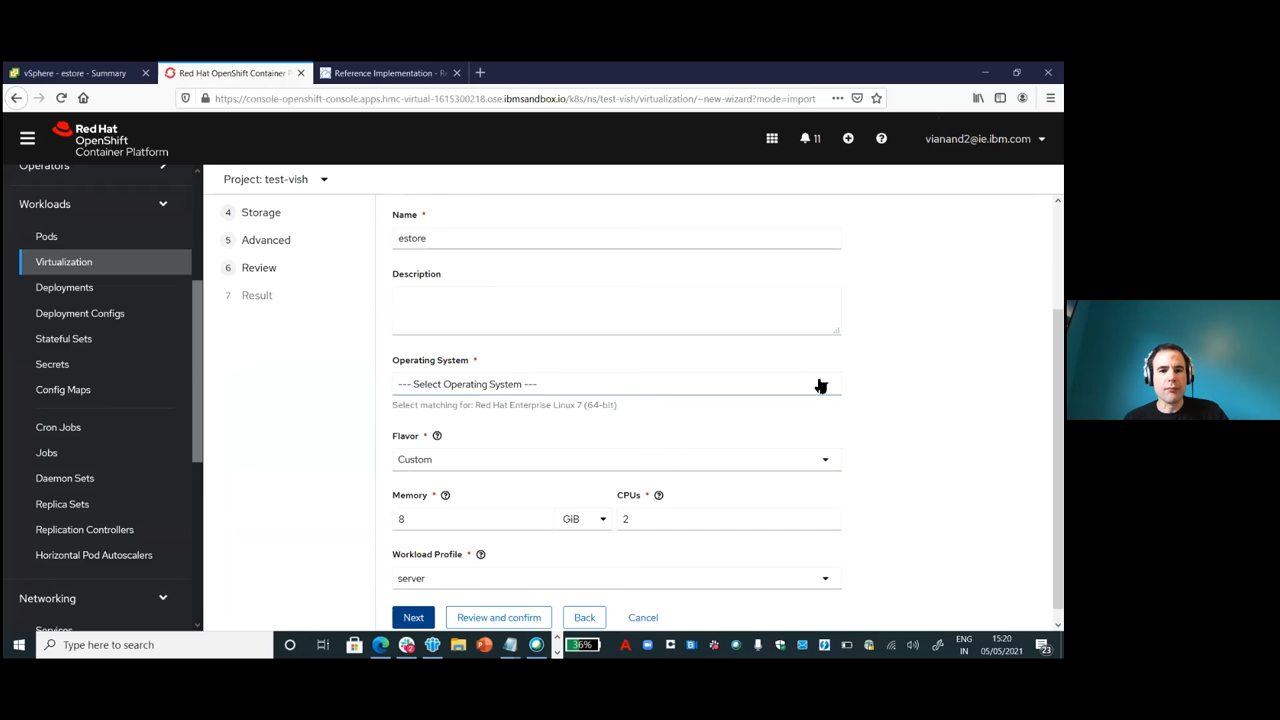 vSphere - estore - Summary
Red Hat OpenShift Container P
Reference Implementation - Re
https://console-openshift-console.apps.hmc-virtual-1615300218.ose.ibmsandbox.io/k8s/ns/test-vish/virtualization/~new-wizard?mode=import
Red Hat
OpenShift
Container Platform
11
vianand2@ie.ibm.com
Operators
Workloads
Pods
Virtualization
Deployments
Deployment Configs
Stateful Sets
Secrets
Config Maps
Cron Jobs
Jobs
Daemon Sets
Replica Sets
Replication Controllers
Horizontal Pod Autoscalers
Networking
Services
Project: test-vish
4 Storage
5 Advanced
6 Review
7 Result
Name *
estore
Description
Operating System *
--- Select Operating System ---
Select matching for: Red Hat Enterprise Linux 7 (64-bit)
Flavor *
Custom
Memory * CPUs *
8 GiB 2
Workload Profile *
server
Next Review and confirm Back Cancel
Type here to search
36%
ENG
IN
15:20
05/05/2021
23